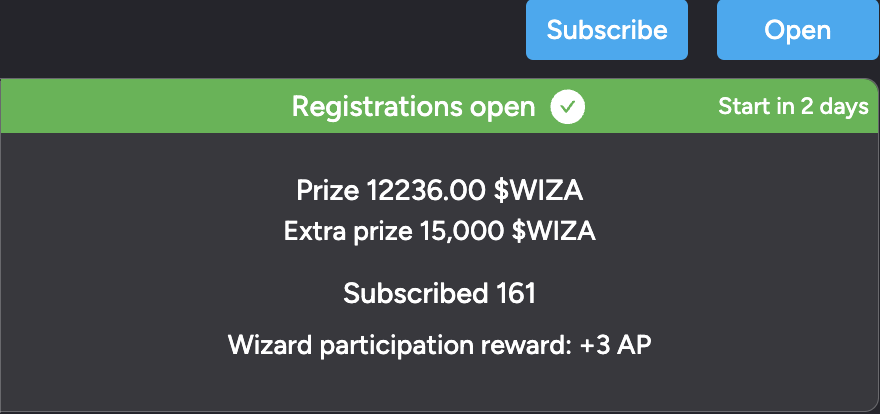 Subscribe Open
Registrations open Start in 2 days
Prize 12236.00 $WIZA
Extra prize 15,000 $WIZA
Subscribed 161
Wizard participation reward: +3 AP